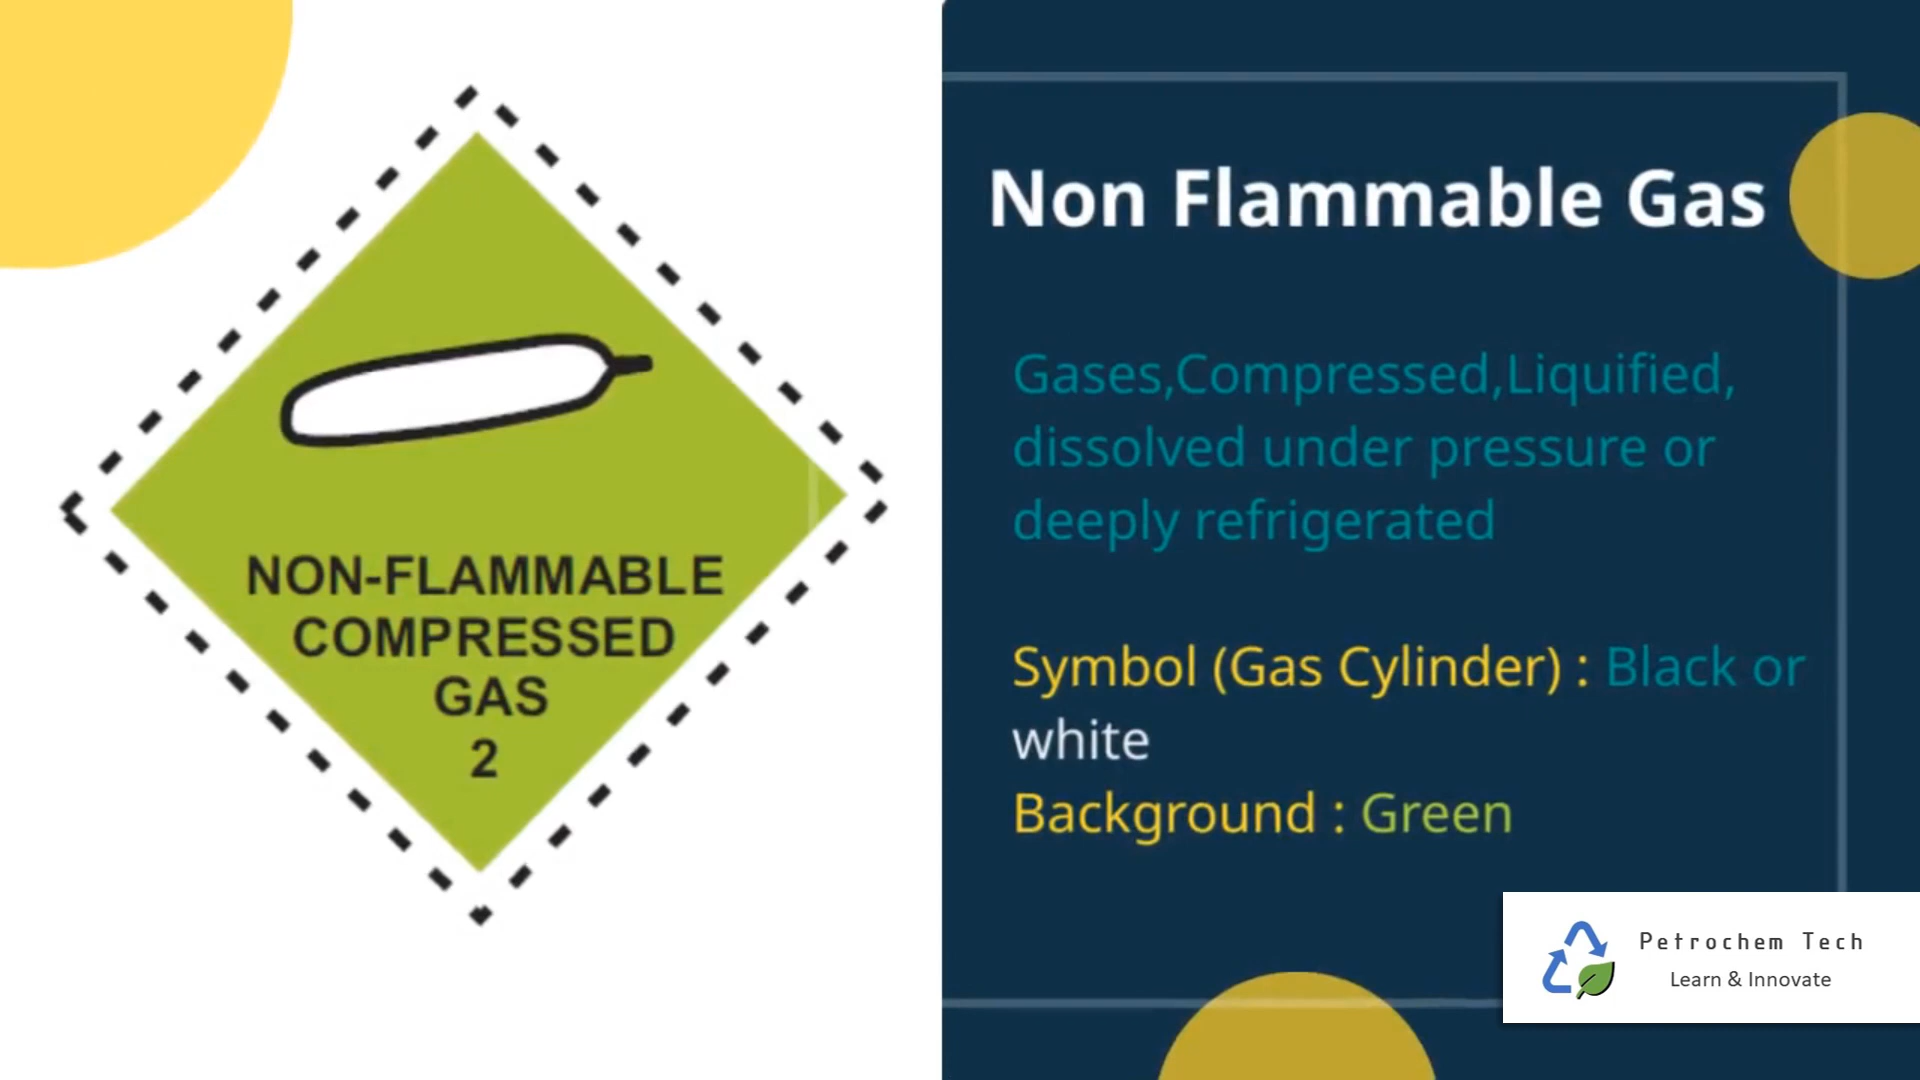 NON-FLAMMABLE
COMPRESSED
GAS
2
Non Flammable Gas
Gases,Compressed,Liquified,
dissolved under pressure or
deeply refrigerated
Symbol (Gas Cylinder) : Black or
white
Background : Green
Petrochem Tech
Learn & Innovate